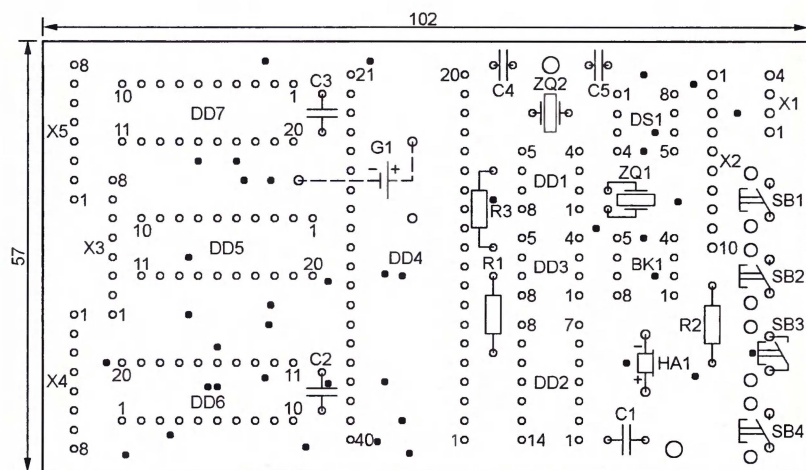 102
57
8
X5
1
10
1
DD7
11
20
C3
21
20
C4
ZQ2
C5
1
8
DS1
4
5
1
4
X1
1
G1
- +
8
X3
1
10
1
DD5
11
20
DD4
R3
5
4
DD1
8
1
ZQ1
X2
10
SB1
R1
5
4
DD3
8
1
5
4
BK1
8
1
SB2
1
X4
8
20
11
DD6
1
10
C2
8
7
DD2
14
1
-
HA1
+
R2
SB3
40
1
C1
SB4